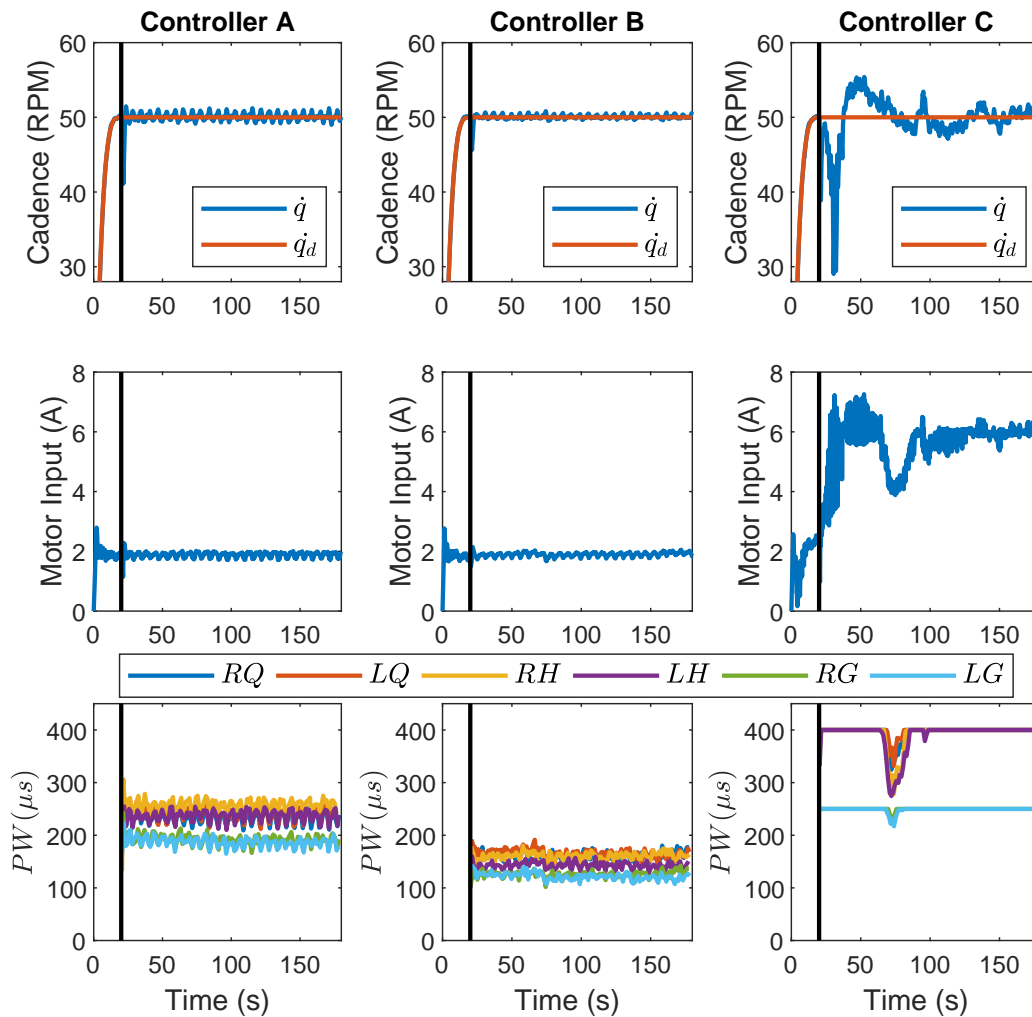 Controller A Controller B Controller C
Cadence (RPM) 60 50 40 30 q̇ q̇_d 0 50 100 150
Cadence (RPM) 60 50 40 30 q̇ q̇_d 0 50 100 150
Cadence (RPM) 60 50 40 30 q̇ q̇_d 0 50 100 150
Motor Input (A) 8 6 4 2 0 0 50 100 150
Motor Input (A) 8 6 4 2 0 0 50 100 150
Motor Input (A) 8 6 4 2 0 0 50 100 150
RQ LQ RH LH RG LG
PW (μs) 400 300 200 100 0 0 50 100 150
PW (μs) 400 300 200 100 0 0 50 100 150
PW (μs) 400 300 200 100 0 0 50 100 150
Time (s) Time (s) Time (s)